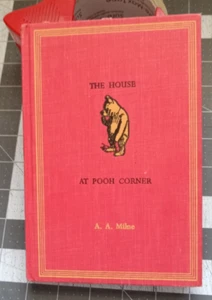 THE HOUSE
AT POOH CORNER
A. A. Milne